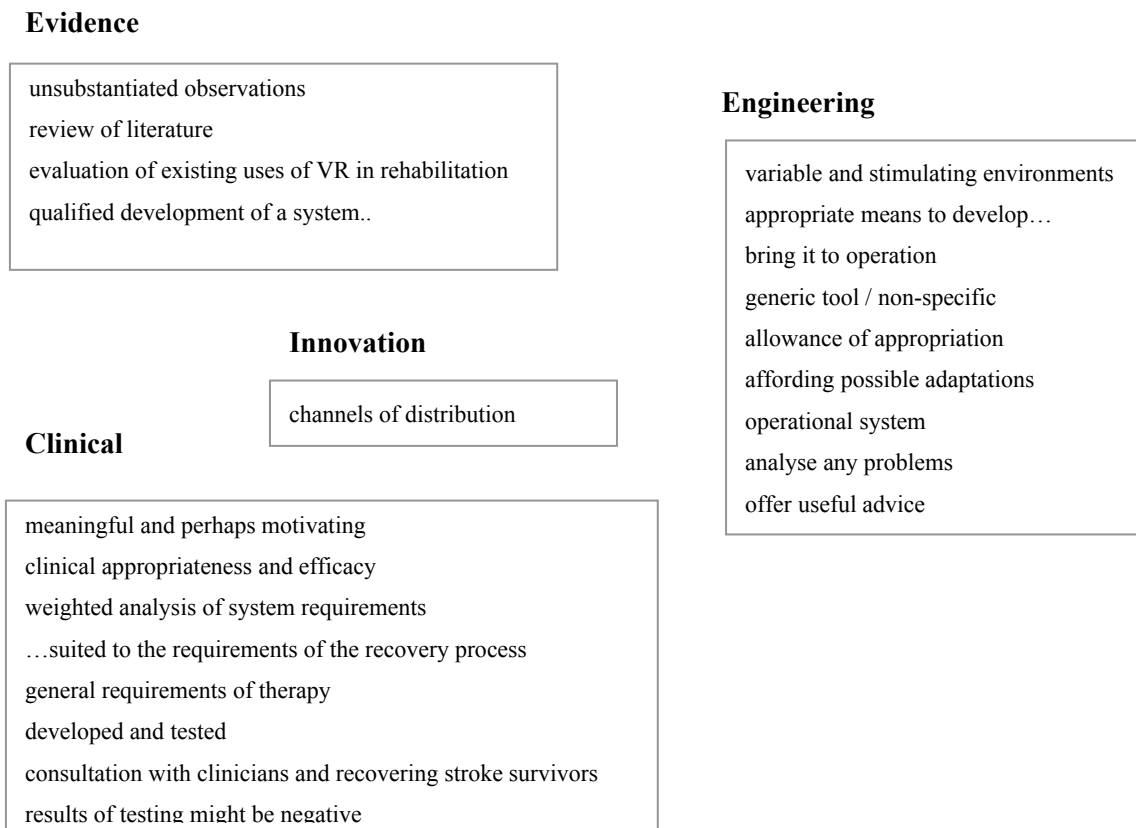 Evidence
unsubstantiated observations
review of literature
evaluation of existing uses of VR in rehabilitation
qualified development of a system..
Engineering
variable and stimulating environments
appropriate means to develop…
bring it to operation
generic tool / non-specific
allowance of appropriation
affording possible adaptations
operational system
analyse any problems
offer useful advice
Innovation
channels of distribution
Clinical
meaningful and perhaps motivating
clinical appropriateness and efficacy
weighted analysis of system requirements
…suited to the requirements of the recovery process
general requirements of therapy
developed and tested
consultation with clinicians and recovering stroke survivors
results of testing might be negative